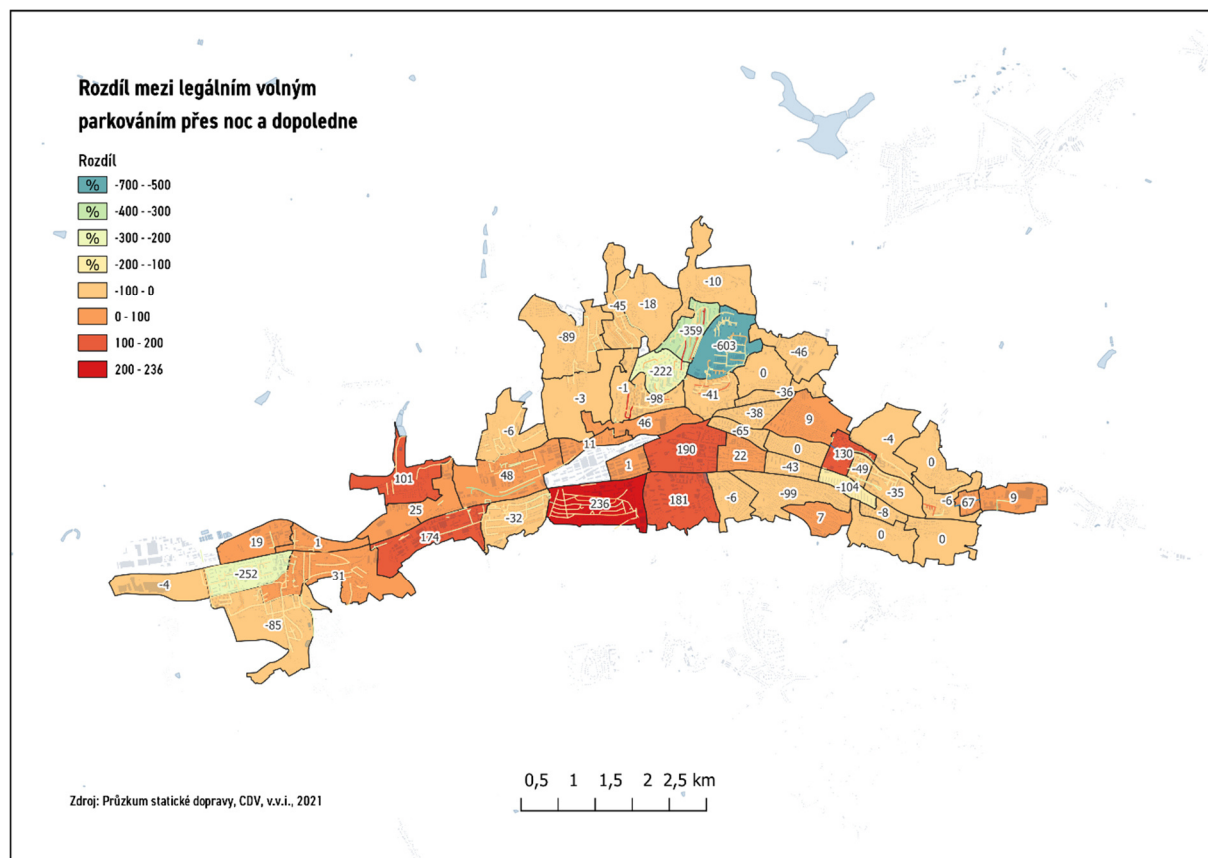 Rozdíl mezi legálním volným
parkováním přes noc a dopoledne
Rozdíl
% -700 - -500
% -400 - -300
% -300 - -200
% -200 - -100
-100 - 0
0 - 100
100 - 200
200 - 236
-10
-45 -18
-359
-89 -603
-46
-222 0
-1
-3 -98 -41 -36
-38
46 9
-6 -65 -4
11
190 0
48 22 130 0
1 -43 -49
101
-104 -35
236 181 -6 -99 -6 67 9
25 -8
-32 7
174 0 0
19 1
-252 31
-4
-85
0,5 1 1,5 2 2,5 km
Zdroj: Průzkum statické dopravy, CDV, v.v.i., 2021